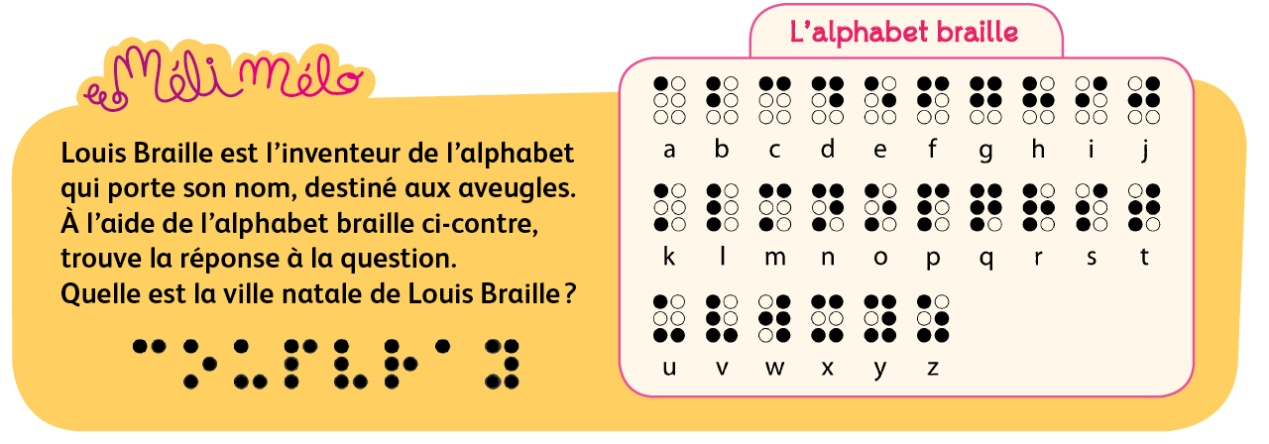 Méli mélo
Louis Braille est l’inventeur de l’alphabet
qui porte son nom, destiné aux aveugles.
À l’aide de l’alphabet braille ci-contre,
trouve la réponse à la question.
Quelle est la ville natale de Louis Braille ?
⠉⠕⠥⠏⠧⠗⠁⠽
L’alphabet braille
⠁ ⠃ ⠉ ⠙ ⠑ ⠋ ⠛ ⠓ ⠊ ⠚
a b c d e f g h i j
⠅ ⠇ ⠍ ⠝ ⠕ ⠏ ⠟ ⠗ ⠎ ⠞
k l m n o p q r s t
⠥ ⠧ ⠺ ⠭ ⠽ ⠵
u v w x y z